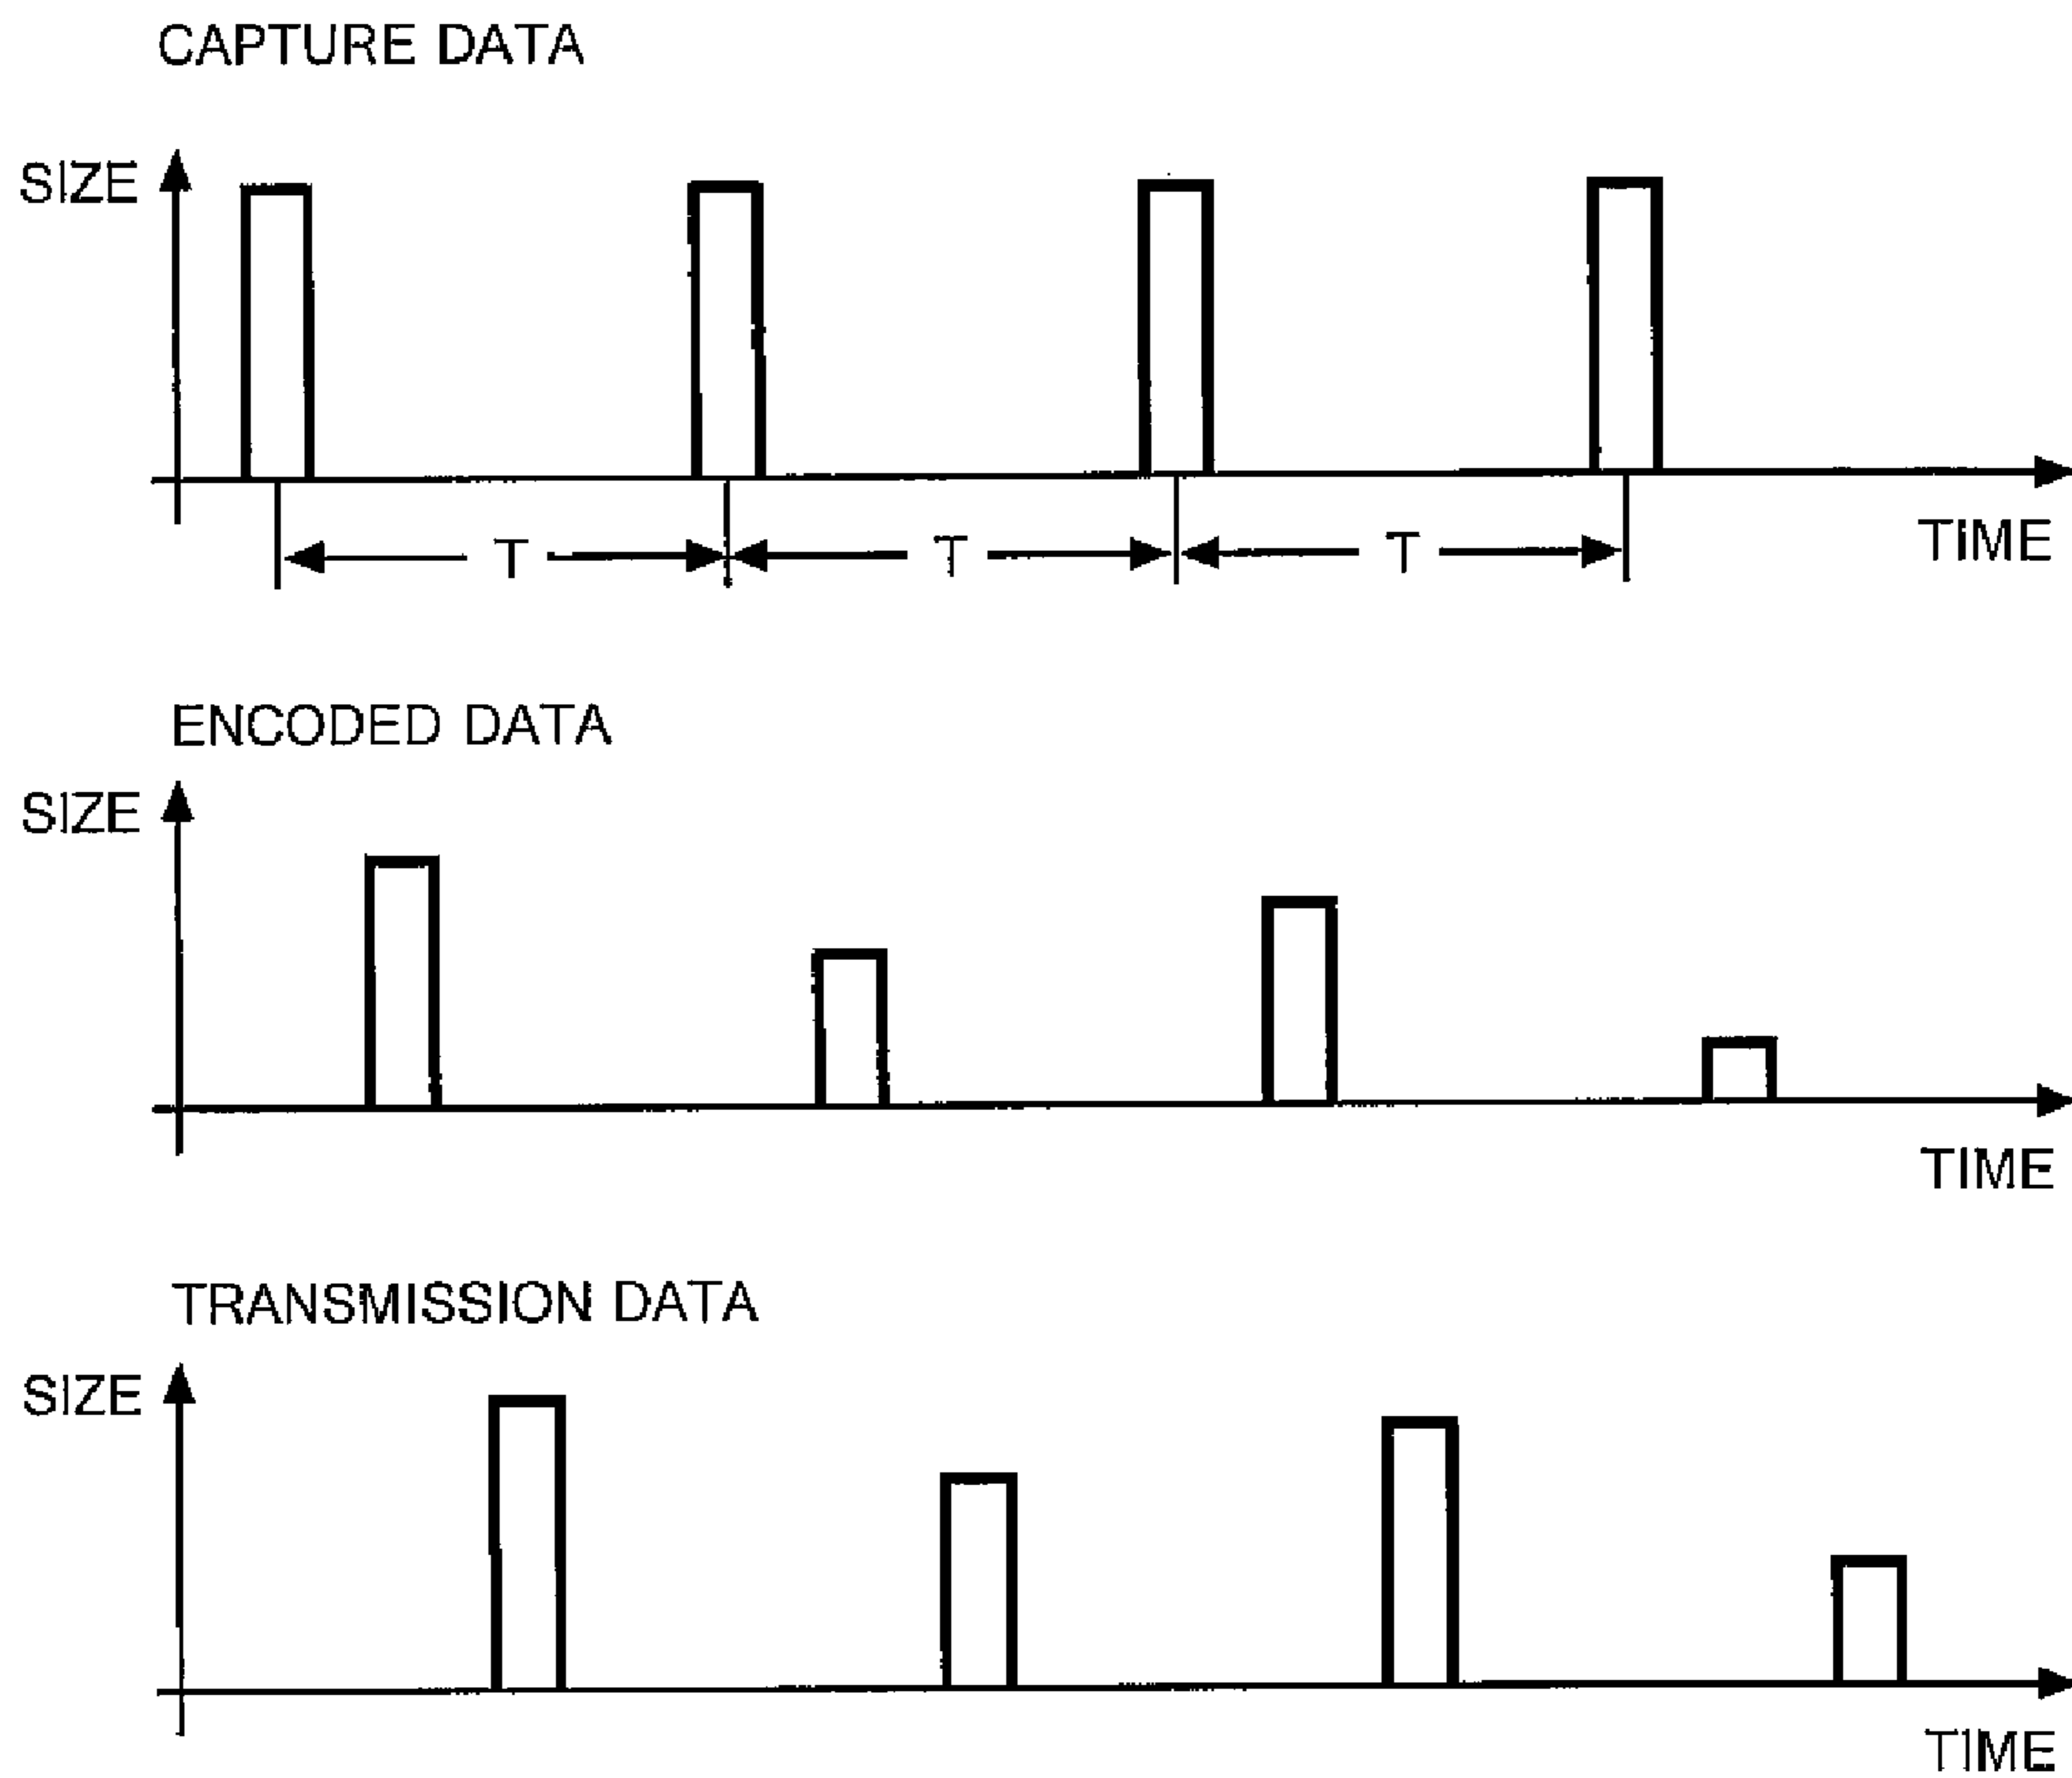 CAPTURE DATA
SIZE
T T T
TIME
ENCODED DATA
SIZE
TIME
TRANSMISSION DATA
SIZE
TIME